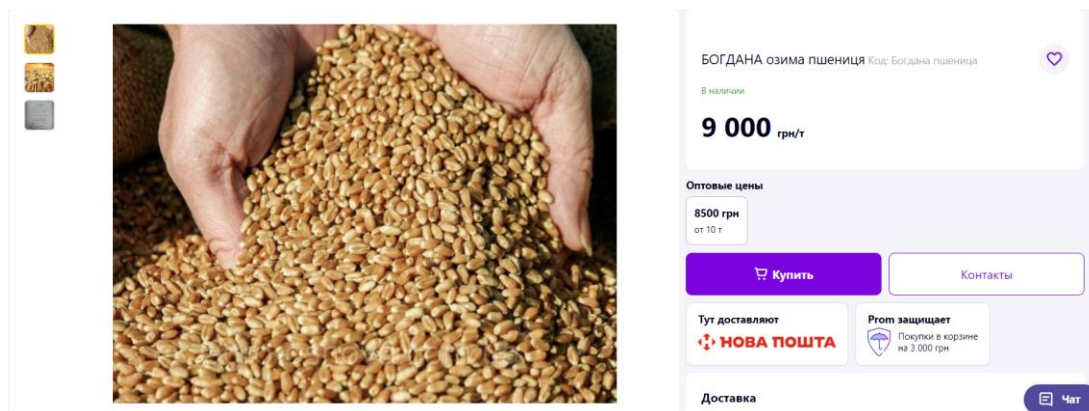 БОГДАНА озима пшениця Код: Богдана пшеница
В наличии
9 000 грн/т
Оптовые цены
8500 грн
от 10 т
Купить
Контакты
Тут доставляют
НОВА ПОШТА
Prom защищает
Покупки в корзине
на 3 000 грн
Доставка
Чат